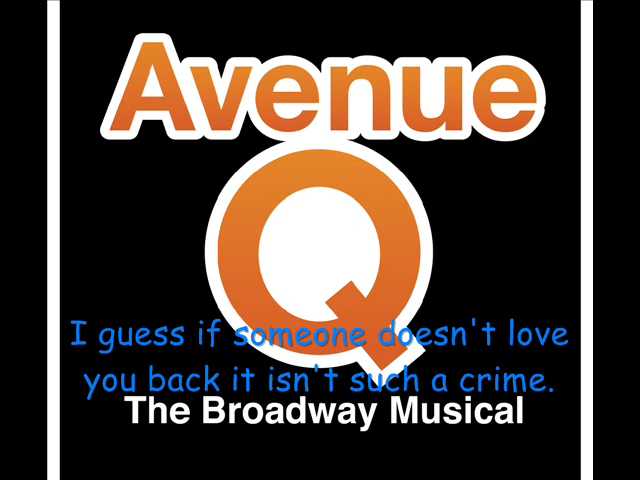 Avenue
Q
I guess if someone doesn't love
you back it isn't such a crime.
The Broadway Musical